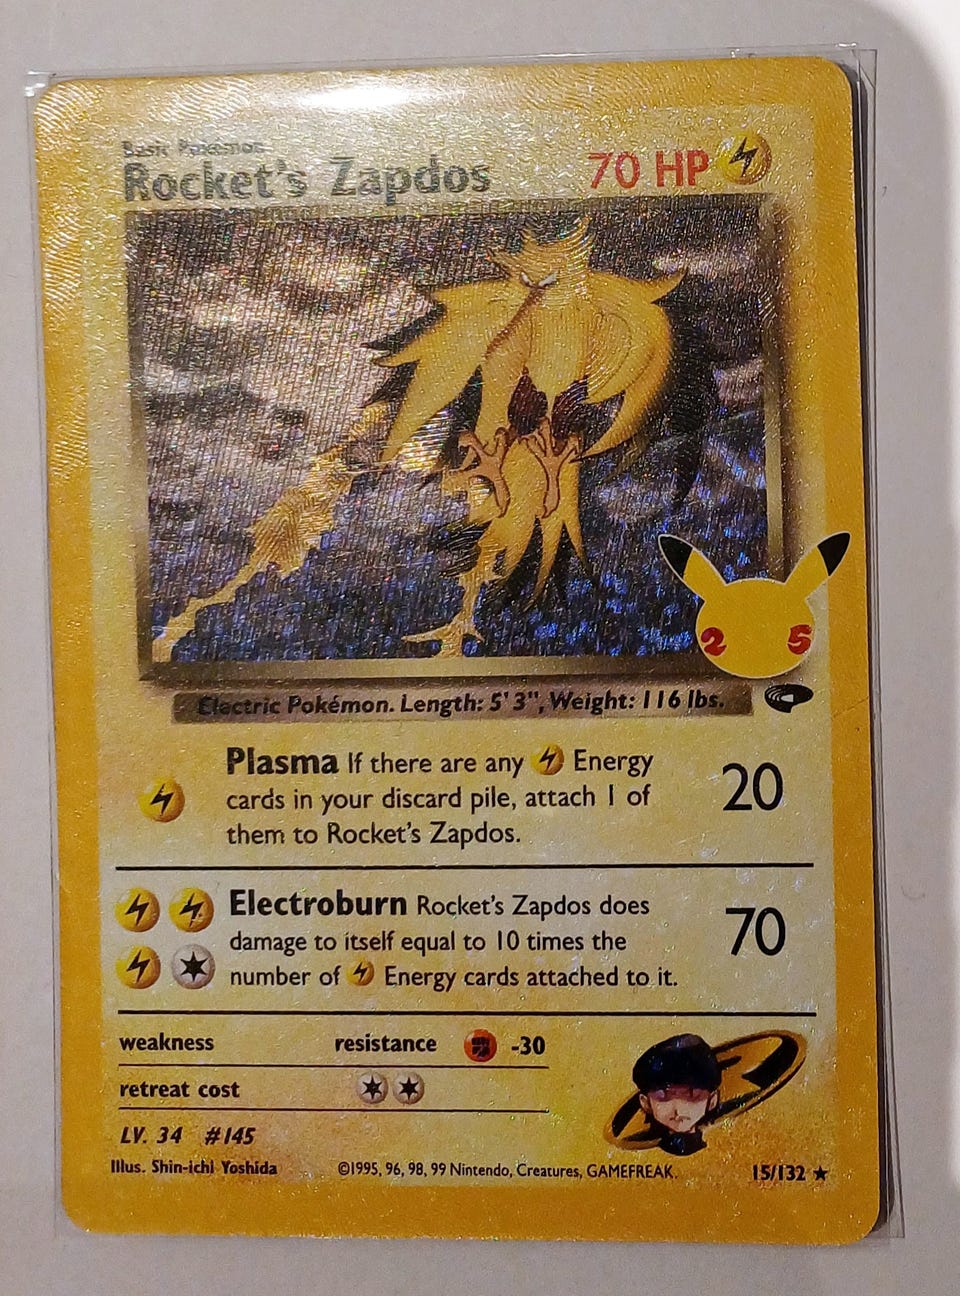 Basic Pokémon
Rocket's Zapdos 70 HP
2 5
Electric Pokémon. Length: 5' 3", Weight: 116 lbs.
Plasma If there are any Energy
cards in your discard pile, attach 1 of
them to Rocket's Zapdos.
20
Electroburn Rocket's Zapdos does
damage to itself equal to 10 times the
number of Energy cards attached to it.
70
weakness resistance -30
retreat cost
LV. 34 #145
Illus. Shin-ichi Yoshida ©1995, 96, 98, 99 Nintendo, Creatures, GAMEFREAK. 15/132 ★